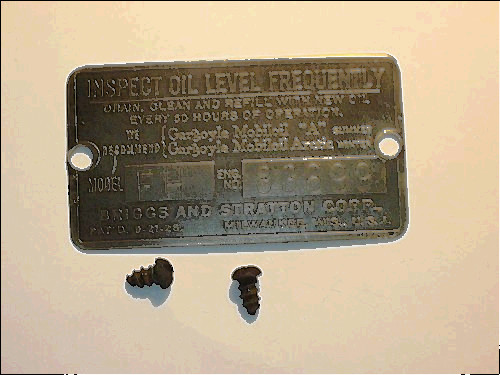 INSPECT OIL LEVEL FREQUENTLY
DRAIN, CLEAN AND REFILL WITH NEW OIL
EVERY 50 HOURS OF OPERATION.
WE RECOMMEND { Gargoyle Mobiloil "A" SUMMER
{ Gargoyle Mobiloil Arctic WINTER
MODEL ENG. NO.
BRIGGS AND STRATTON CORP.
PAT'D. MILWAUKEE, WIS., U.S.A.